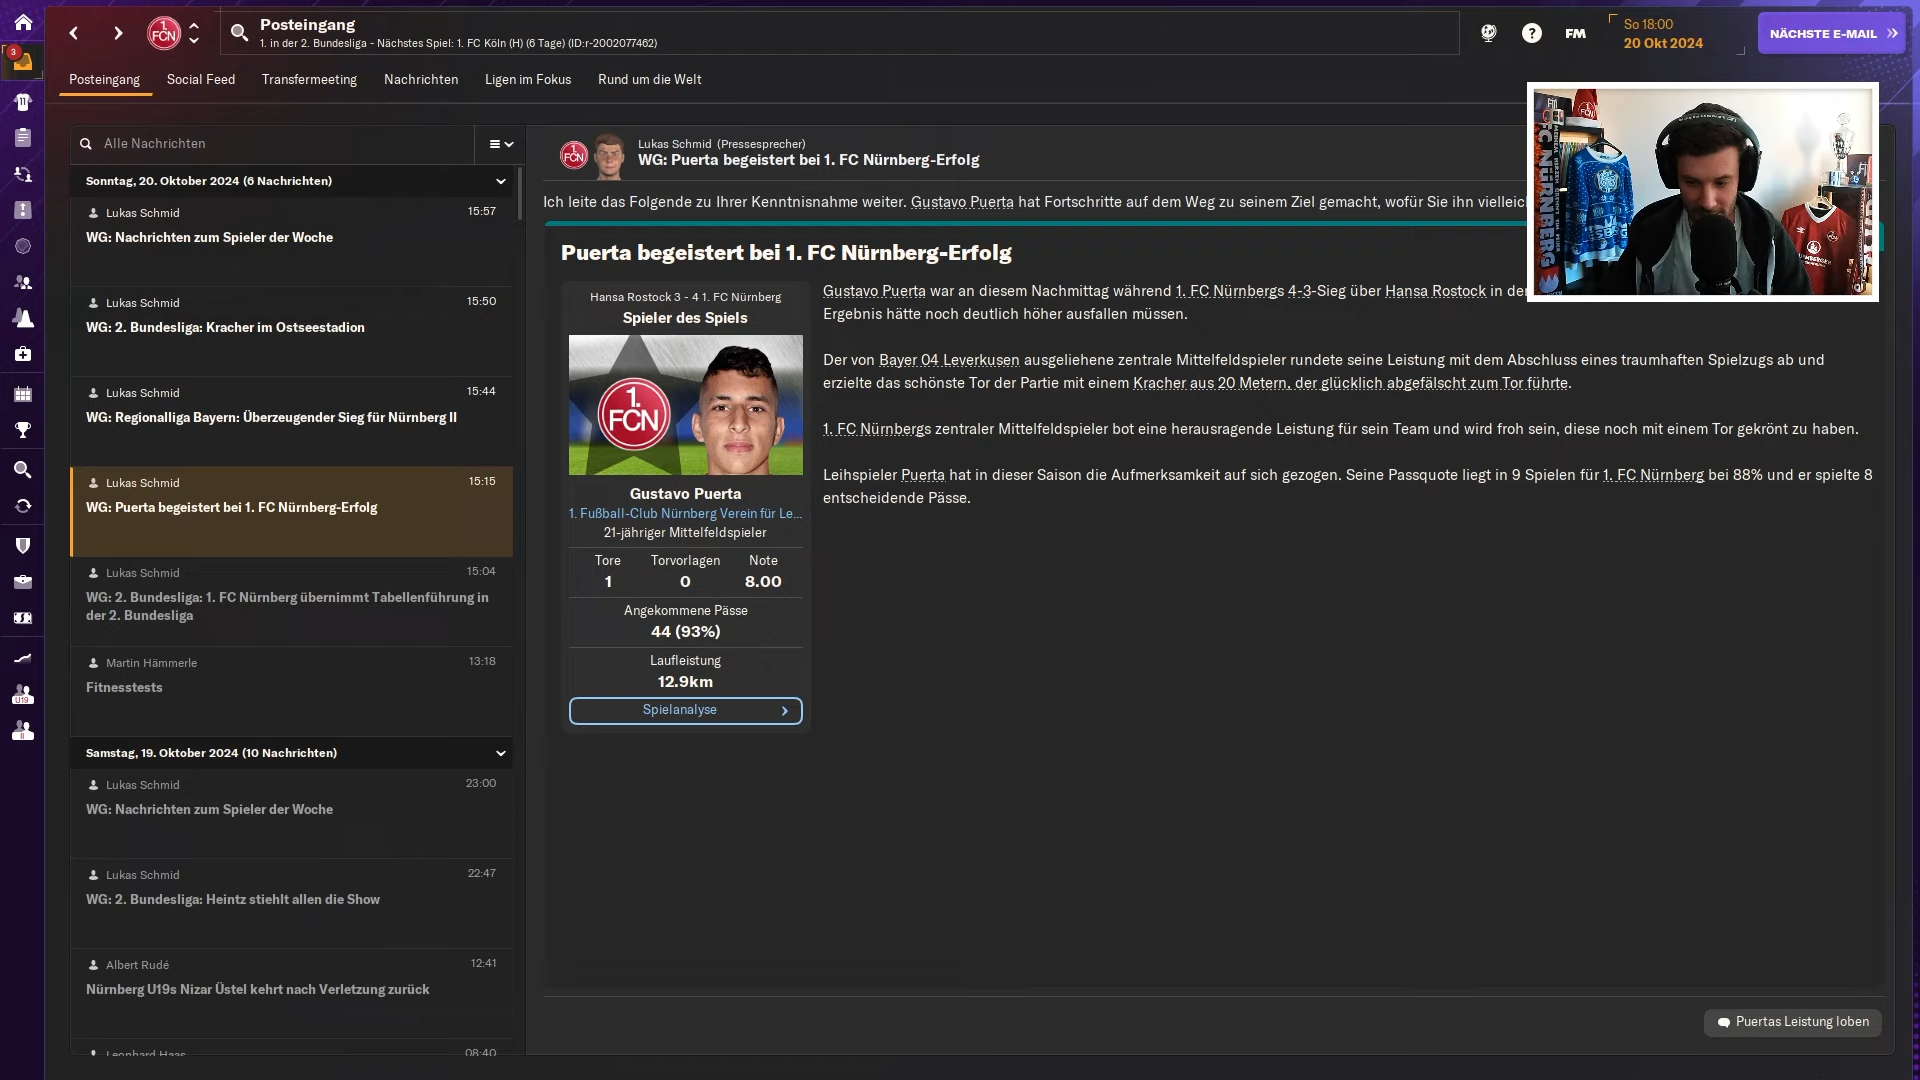 Posteingang
1. in der 2. Bundesliga - Nächstes Spiel: 1. FC Köln (H) (6 Tage) (ID:r-2002077462)
FM
So 18:00
20 Okt 2024
NÄCHSTE E-MAIL
3
Posteingang
Social Feed
Transfermeeting
Nachrichten
Ligen im Fokus
Rund um die Welt
Alle Nachrichten
Sonntag, 20. Oktober 2024 (6 Nachrichten)
Lukas Schmid 15:57
WG: Nachrichten zum Spieler der Woche
Lukas Schmid 15:50
WG: 2. Bundesliga: Kracher im Ostseestadion
Lukas Schmid 15:44
WG: Regionalliga Bayern: Überzeugender Sieg für Nürnberg II
Lukas Schmid 15:15
WG: Puerta begeistert bei 1. FC Nürnberg-Erfolg
Lukas Schmid 15:04
WG: 2. Bundesliga: 1. FC Nürnberg übernimmt Tabellenführung in
der 2. Bundesliga
Martin Hämmerle 13:18
Fitnesstests
Samstag, 19. Oktober 2024 (10 Nachrichten)
Lukas Schmid 23:00
WG: Nachrichten zum Spieler der Woche
Lukas Schmid 22:47
WG: 2. Bundesliga: Heintz stiehlt allen die Show
Albert Rudé 12:41
Nürnberg U19s Nizar Üstel kehrt nach Verletzung zurück
Leonhard Haas 08:40
Lukas Schmid (Pressesprecher)
WG: Puerta begeistert bei 1. FC Nürnberg-Erfolg
Ich leite das Folgende zu Ihrer Kenntnisnahme weiter. Gustavo Puerta hat Fortschritte auf dem Weg zu seinem Ziel gemacht, wofür Sie ihn
Puerta begeistert bei 1. FC Nürnberg-Erfolg
Hansa Rostock 3 - 4 1. FC Nürnberg
Spieler des Spiels
1. FCN
Gustavo Puerta
1. Fußball-Club Nürnberg Verein für Le...
21-jähriger Mittelfeldspieler
Tore Torvorlagen Note
1 0 8.00
Angekommene Pässe
44 (93%)
Laufleistung
12.9km
Spielanalyse
Gustavo Puerta war an diesem Nachmittag während 1. FC Nürnbergs 4-3-Sieg über Hansa Rostock in der
Ergebnis hätte noch deutlich höher ausfallen müssen.
Der von Bayer 04 Leverkusen ausgeliehene zentrale Mittelfeldspieler rundete seine Leistung mit dem Abschluss eines traumhaften Spielzugs ab und
erzielte das schönste Tor der Partie mit einem Kracher aus 20 Metern, der glücklich abgefälscht zum Tor führte.
1. FC Nürnbergs zentraler Mittelfeldspieler bot eine herausragende Leistung für sein Team und wird froh sein, diese noch mit einem Tor gekrönt zu haben.
Leihspieler Puerta hat in dieser Saison die Aufmerksamkeit auf sich gezogen. Seine Passquote liegt in 9 Spielen für 1. FC Nürnberg bei 88% und er spielte 8
entscheidende Pässe.
Puertas Leistung loben
U19
II
FC NÜRNBERG